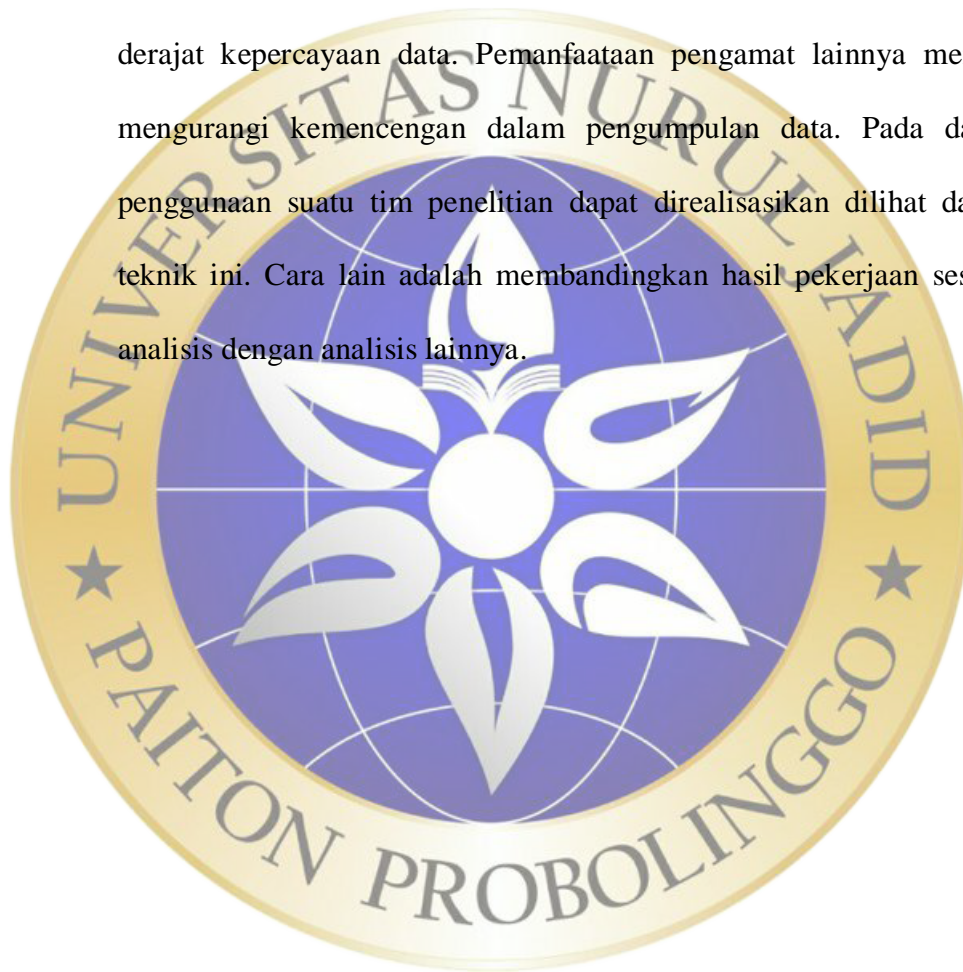 derajat kepercayaan data. Pemanfaataan pengamat lainnya me
mengurangi kemencengan dalam pengumpulan data. Pada da
penggunaan suatu tim penelitian dapat direalisasikan dilihat da
teknik ini. Cara lain adalah membandingkan hasil pekerjaan ses
analisis dengan analisis lainnya.
UNIVERSITAS NURUL JADID
PAITON PROBOLINGGO